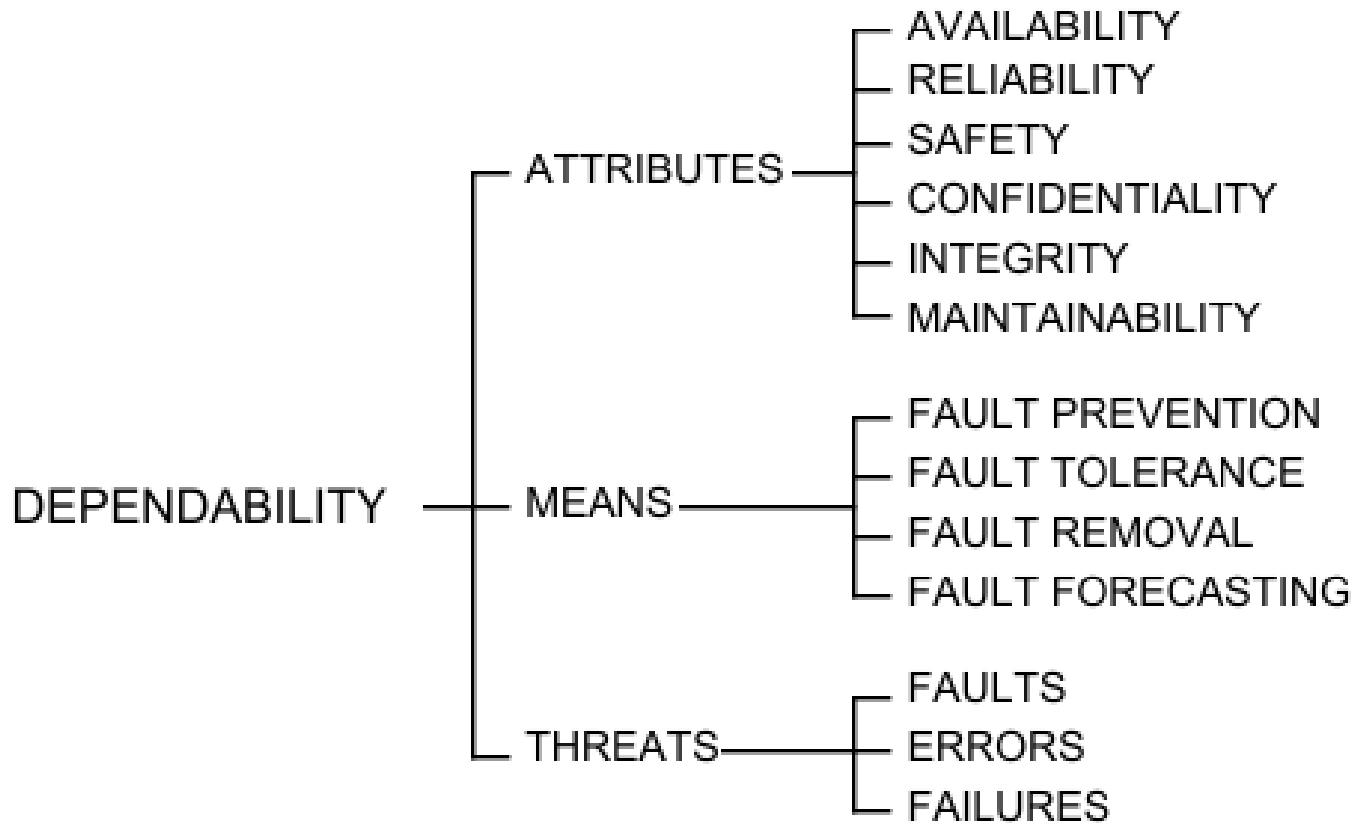 AVAILABILITY
RELIABILITY
SAFETY
ATTRIBUTES
CONFIDENTIALITY
INTEGRITY
MAINTAINABILITY
FAULT PREVENTION
FAULT TOLERANCE
DEPENDABILITY
MEANS
FAULT REMOVAL
FAULT FORECASTING
FAULTS
THREATS
ERRORS
FAILURES